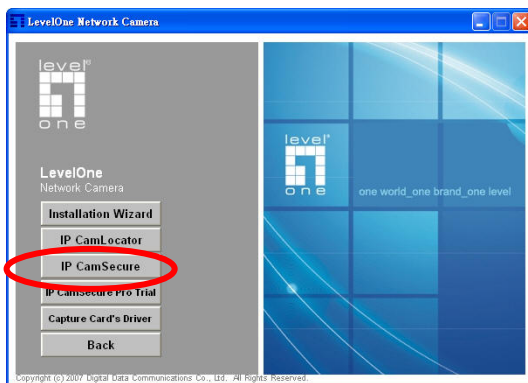 LevelOne Network Camera
level®
one
LevelOne
Network Camera
Installation Wizard
IP CamLocator
IP CamSecure
IP CamSecure Pro Trial
Capture Card's Driver
Back
level®
one
one world_one brand_one level
Copyright (c) 2007 Digital Data Communications Co., Ltd. All Rights Reserved.